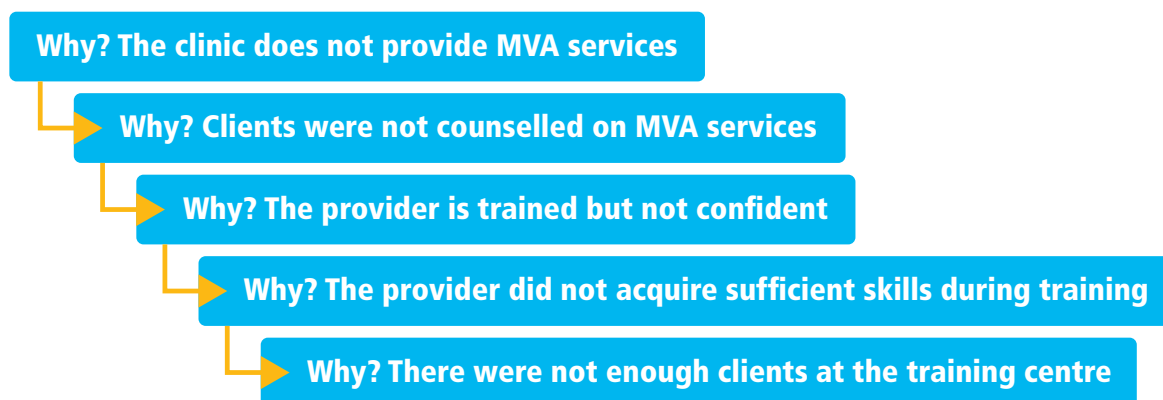 Why? The clinic does not provide MVA services
Why? Clients were not counselled on MVA services
Why? The provider is trained but not confident
Why? The provider did not acquire sufficient skills during training
Why? There were not enough clients at the training centre